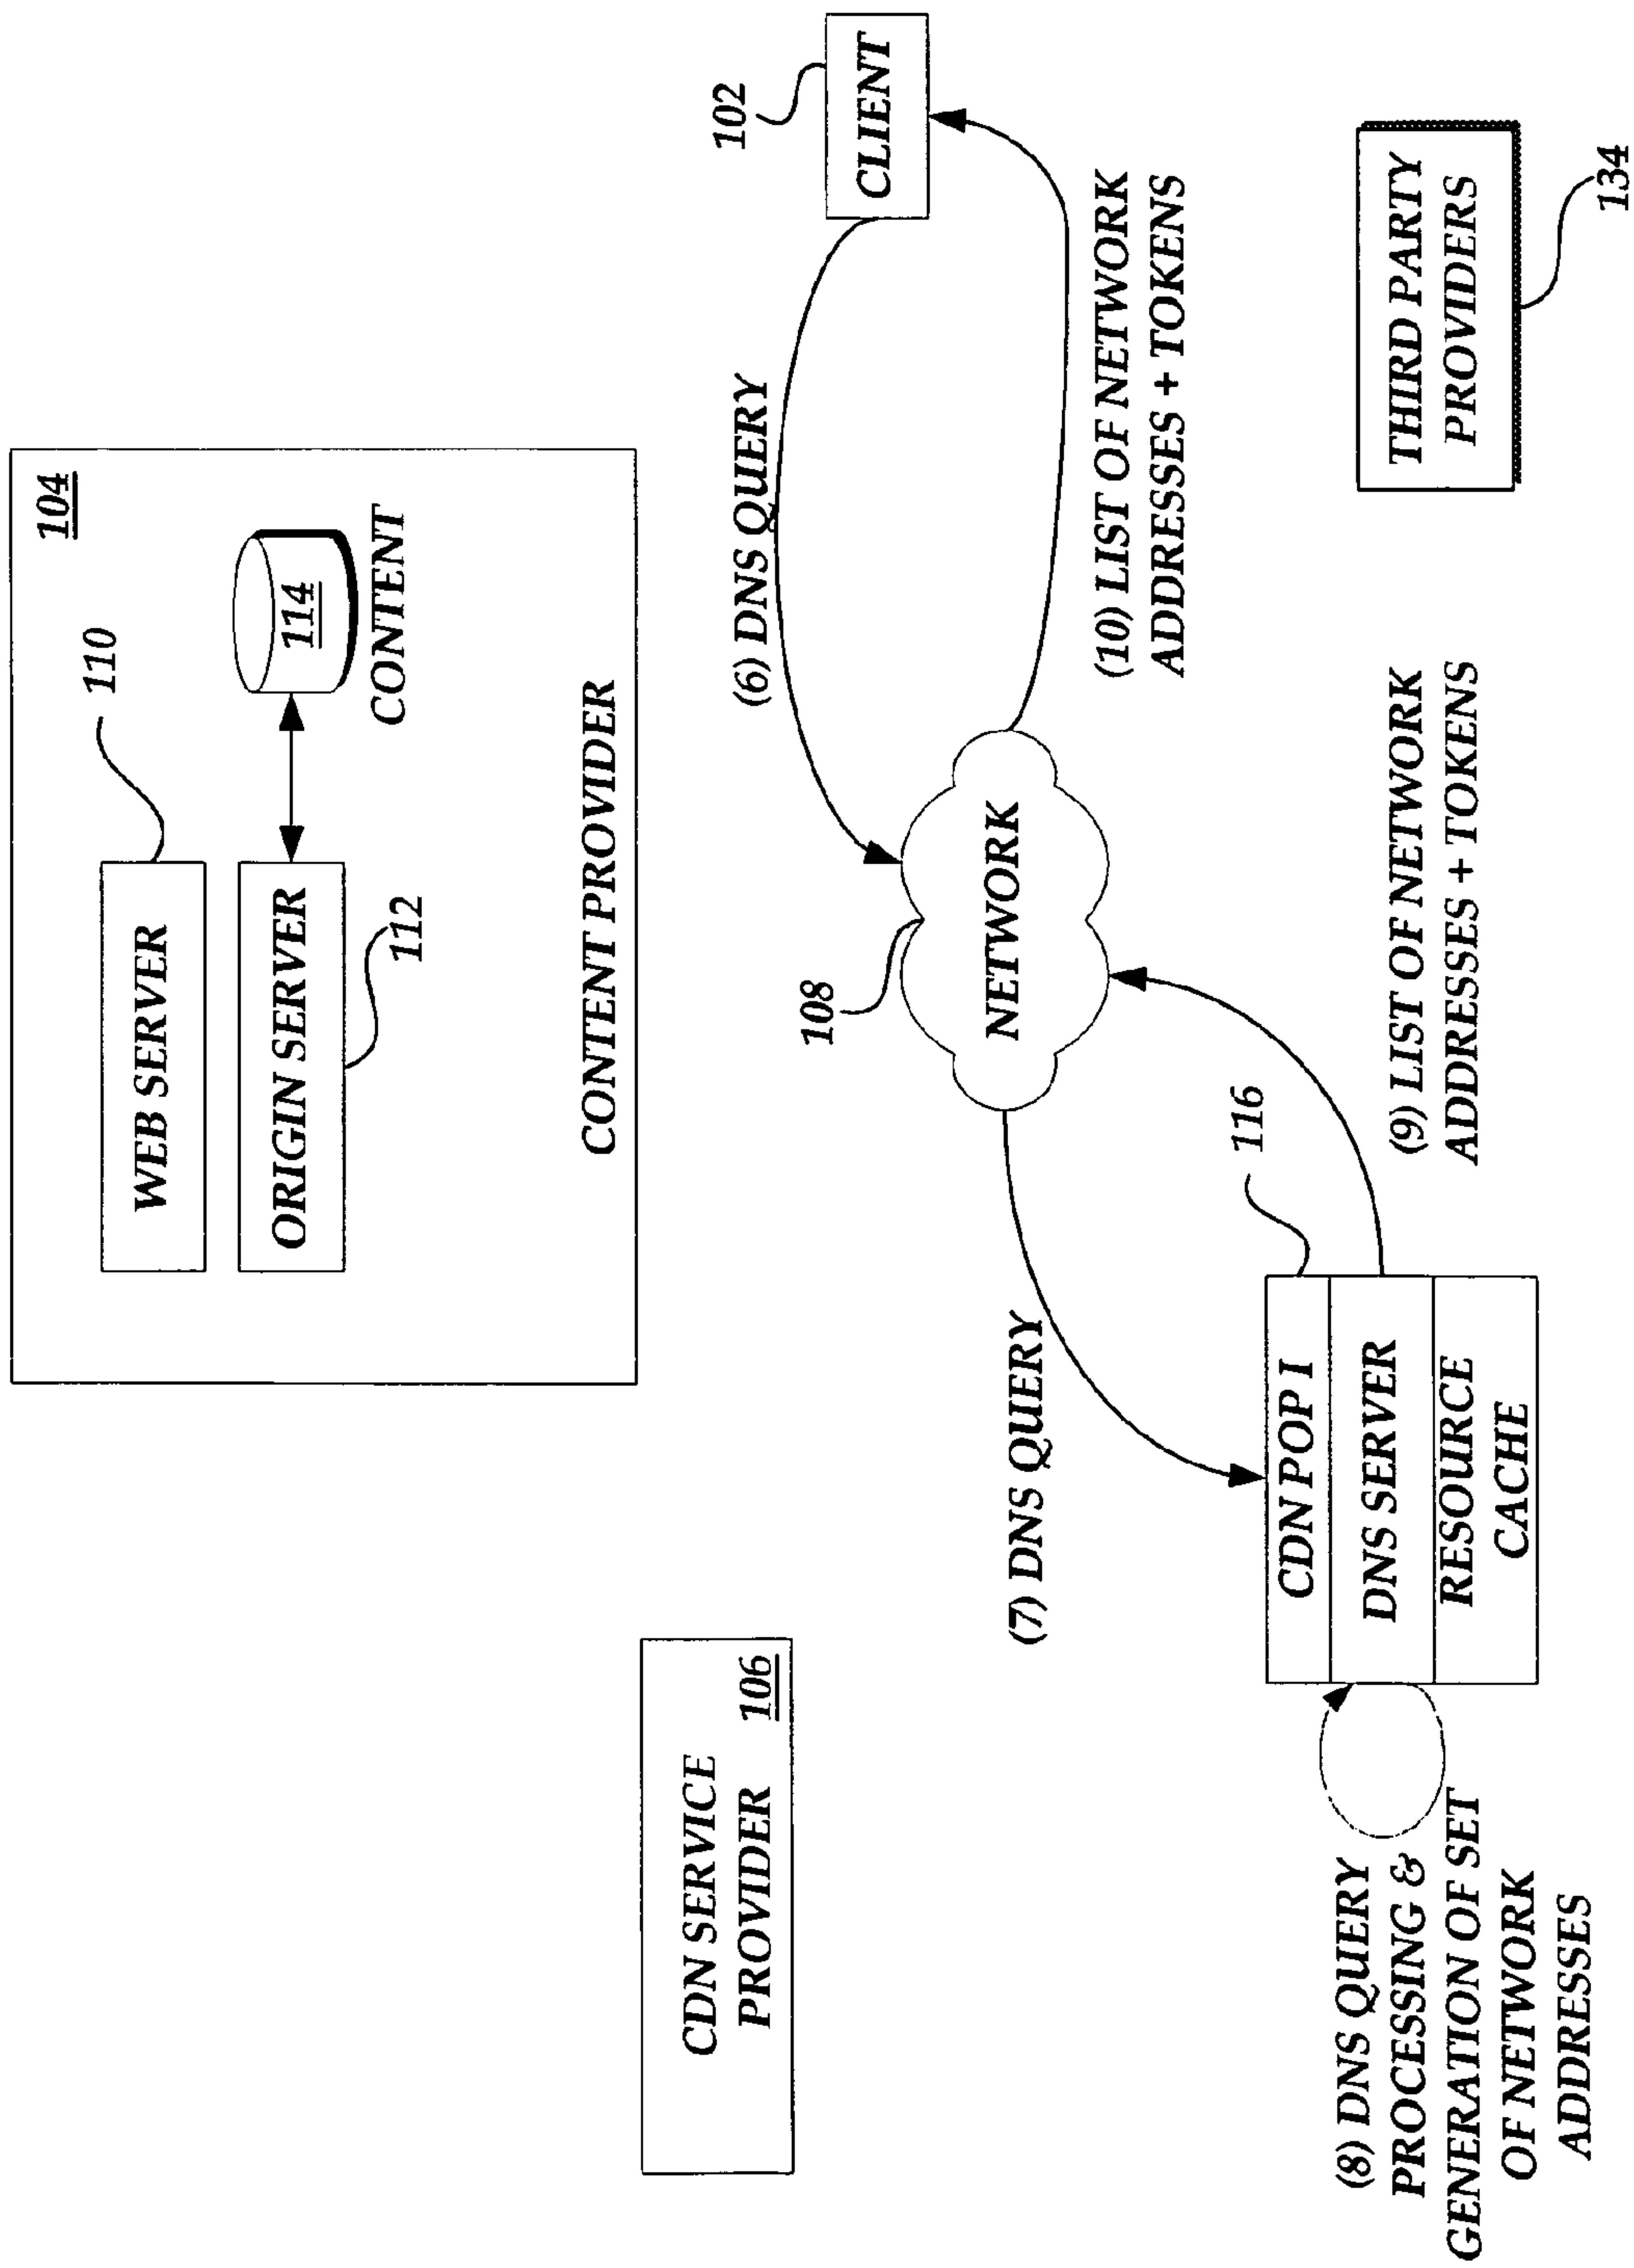 104
110
WEB SERVER
ORIGIN SERVER
112
114
CONTENT
CONTENT PROVIDER
CDN SERVICE
PROVIDER
106
102
CLIENT
(6) DNS QUERY
108
NETWORK
(7) DNS QUERY
116
CDN POP I
DNS SERVER
RESOURCE
CACHE
(8) DNS QUERY
PROCESSING &
GENERATION OF SET
OF NETWORK
ADDRESSES
(9) LIST OF NETWORK
ADDRESSES + TOKENS
(10) LIST OF NETWORK
ADDRESSES + TOKENS
THIRD PARTY
PROVIDERS
134